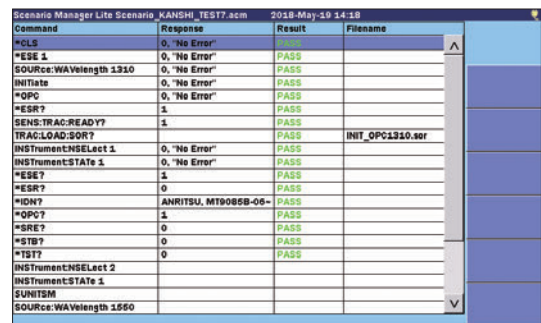 Scenario Manager Lite Scenario_KANSHI_TEST7.acm 2018-May-19 14:18
Command Response Result Filename
*CLS 0, "No Error" PASS
*ESE 1 0, "No Error" PASS
SOURce:WAVelength 1310 0, "No Error" PASS
INITiate 0, "No Error" PASS
*OPC 0, "No Error" PASS
*ESR? 1 PASS
SENS:TRAC:READY? 1 PASS
TRAC:LOAD:SOR? PASS INIT_OPC1310.sor
INSTrument:NSELect 1 0, "No Error" PASS
INSTrument:STATe 1 0, "No Error" PASS
*ESE? 1 PASS
*ESR? 0 PASS
*IDN? ANRITSU, MT9085B-06~ PASS
*OPC? 1 PASS
*SRE? 0 PASS
*STB? 0 PASS
*TST? 0 PASS
INSTrument:NSELect 2
INSTrument:STATe 1
SUNITSM
SOURce:WAVelength 1550